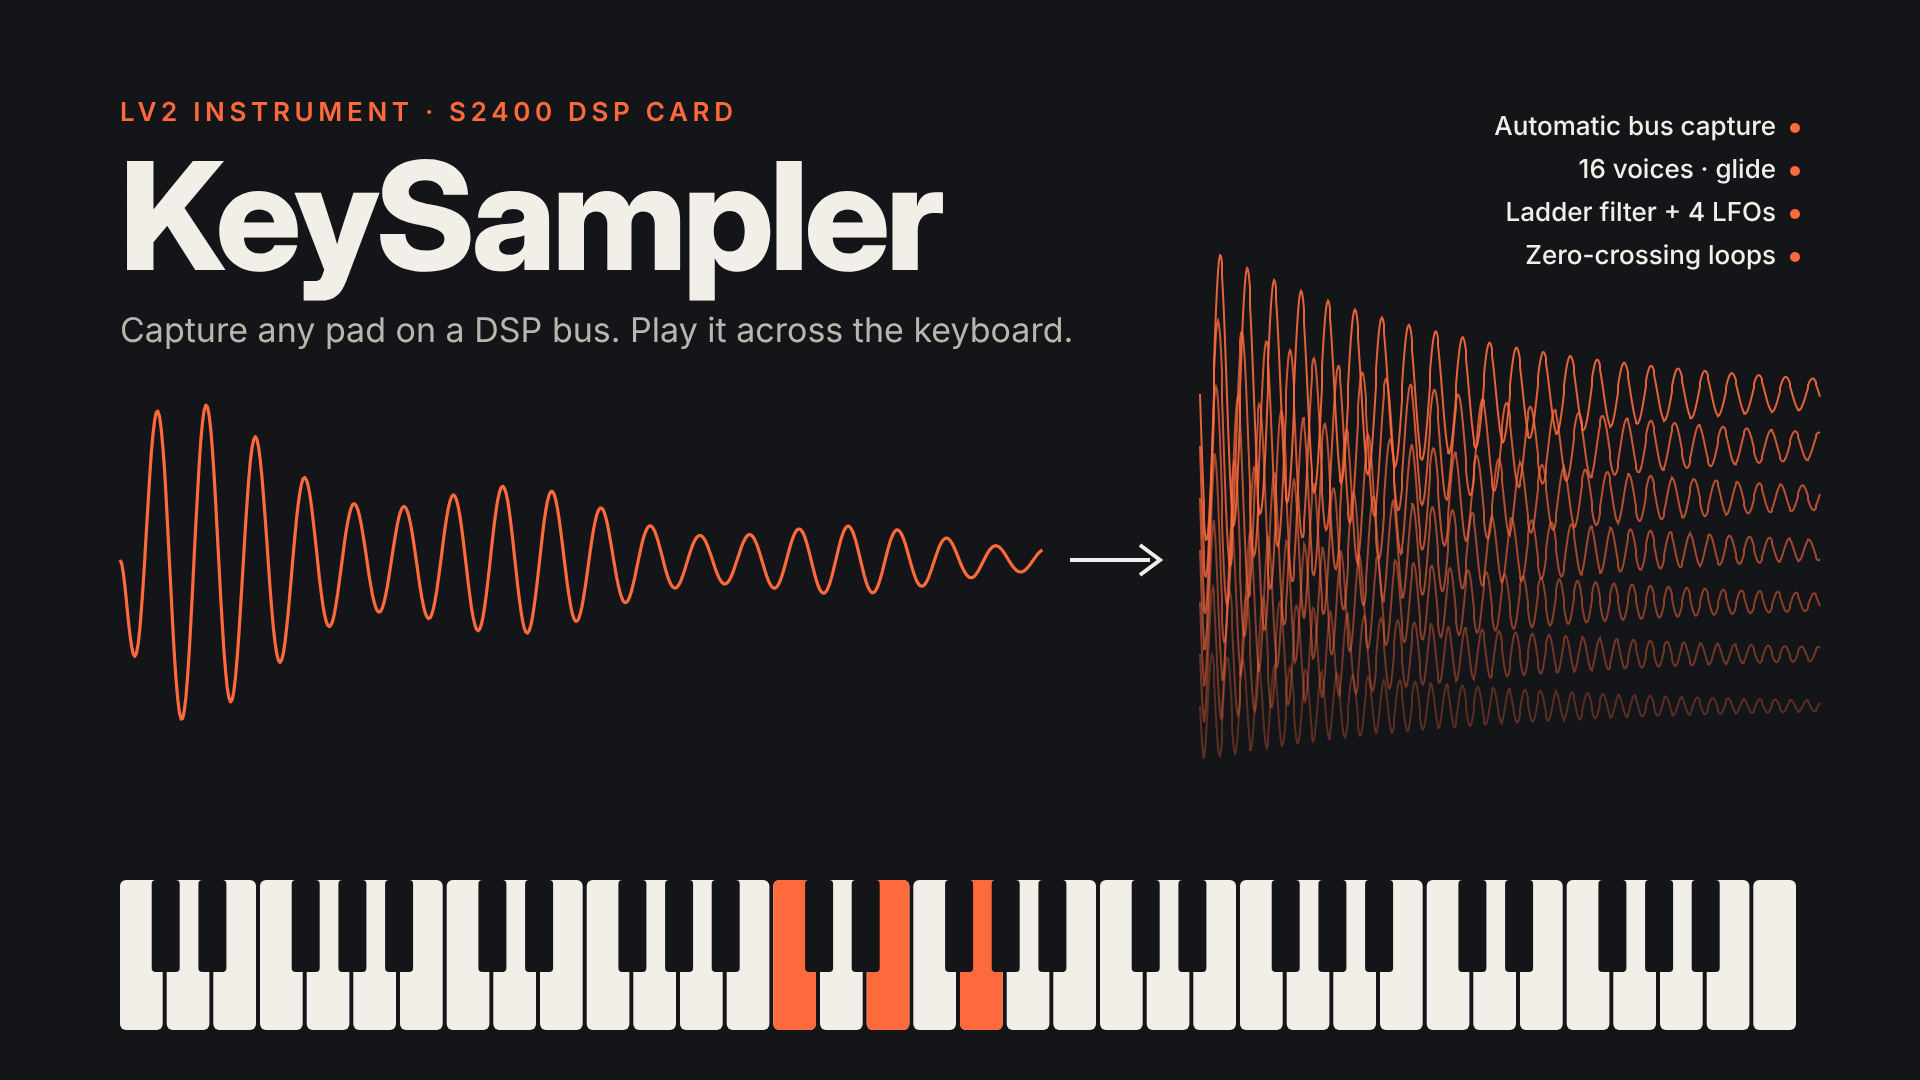 LV2 INSTRUMENT · S2400 DSP CARD
KeySampler
Capture any pad on a DSP bus. Play it across the keyboard.
Automatic bus capture
16 voices · glide
Ladder filter + 4 LFOs
Zero-crossing loops